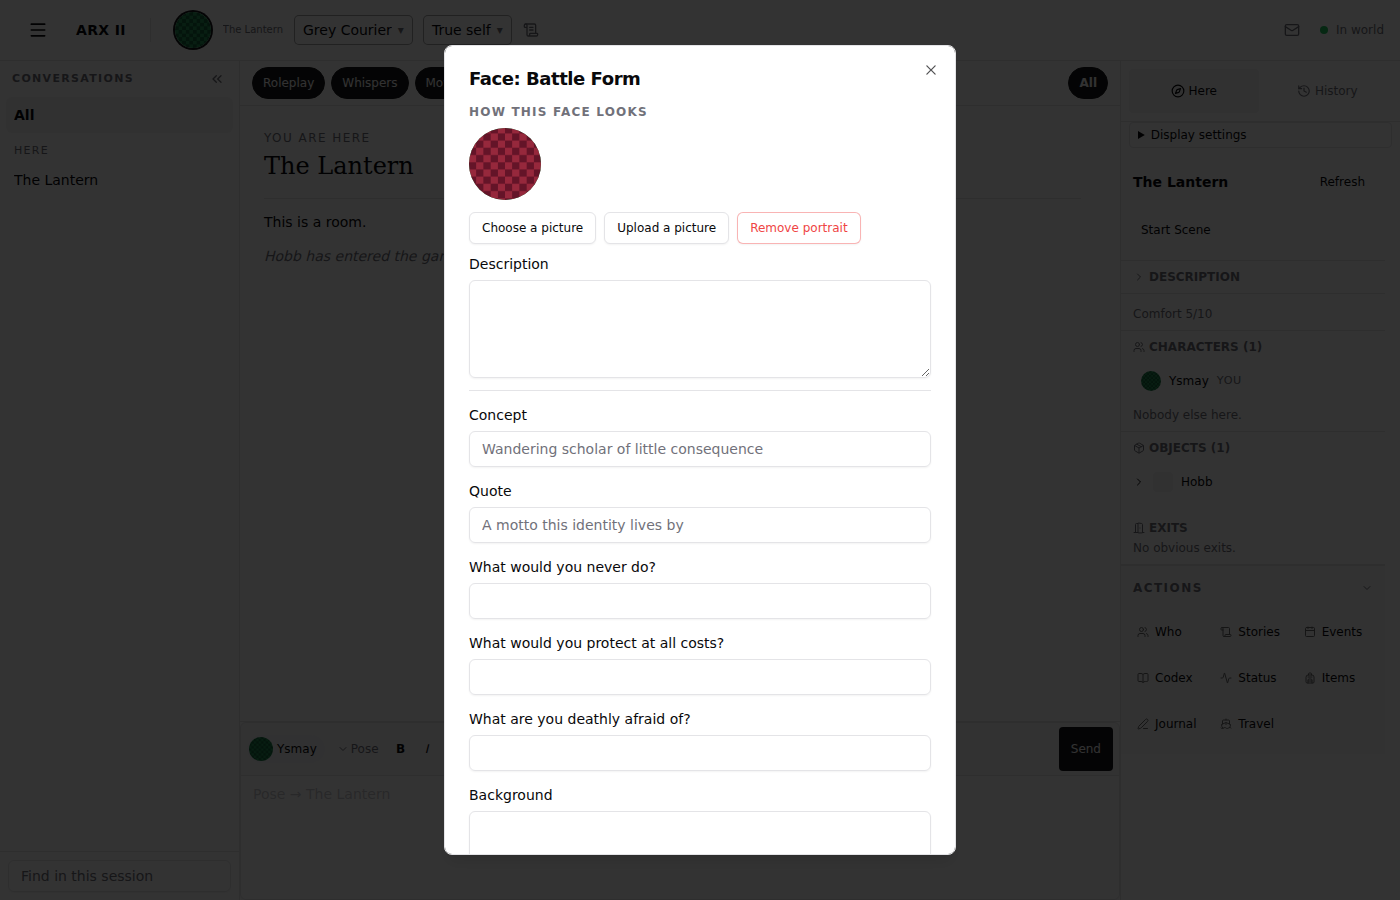 ARX II
The Lantern
Grey Courier
True self
In world
CONVERSATIONS
All
HERE
The Lantern
Find in this session
Roleplay
Whispers
All
YOU ARE HERE
The Lantern
This is a room.
Hobb has entered the
Ysmay
Pose
B
I
Send
Pose → The Lantern
Face: Battle Form
HOW THIS FACE LOOKS
Choose a picture
Upload a picture
Remove portrait
Description
Concept
Wandering scholar of little consequence
Quote
A motto this identity lives by
What would you never do?
What would you protect at all costs?
What are you deathly afraid of?
Background
Here
History
Display settings
The Lantern
Refresh
Start Scene
DESCRIPTION
Comfort 5/10
CHARACTERS (1)
Ysmay YOU
Nobody else here.
OBJECTS (1)
Hobb
EXITS
No obvious exits.
ACTIONS
Who
Stories
Events
Codex
Status
Items
Journal
Travel